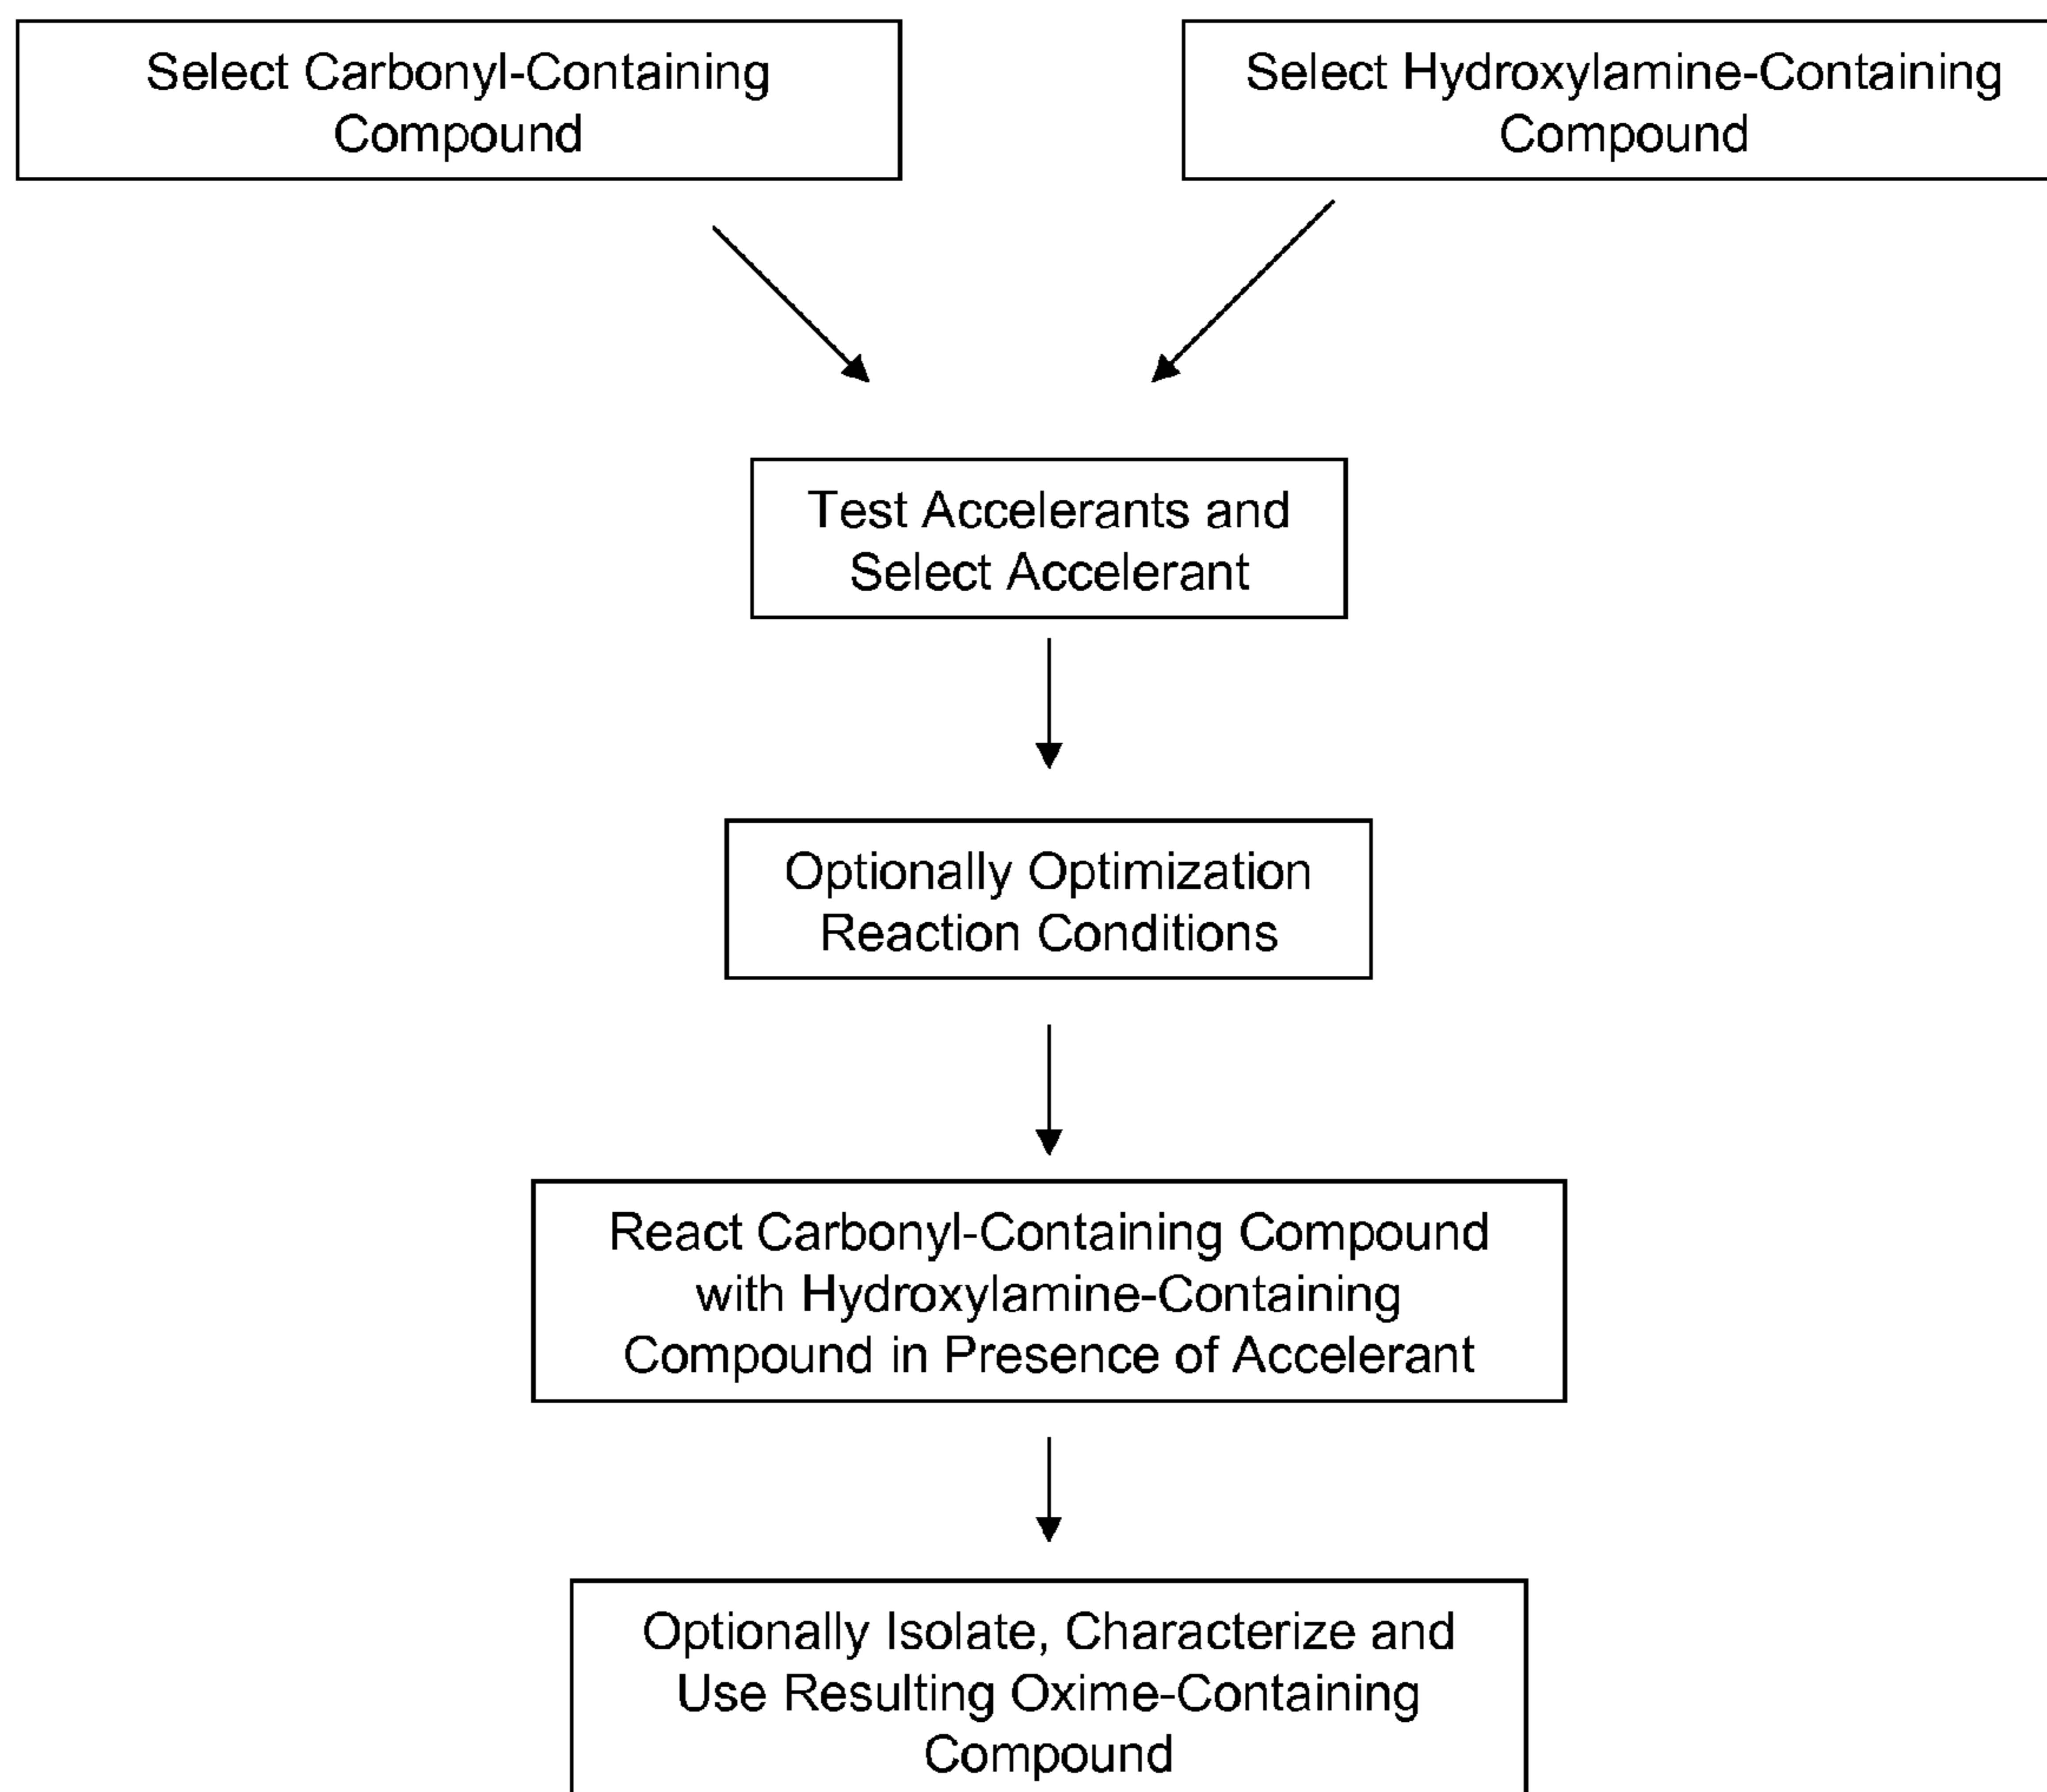 Select Carbonyl-Containing
Compound
Select Hydroxylamine-Containing
Compound
Test Accelerants and
Select Accelerant
Optionally Optimization
Reaction Conditions
React Carbonyl-Containing Compound
with Hydroxylamine-Containing
Compound in Presence of Accelerant
Optionally Isolate, Characterize and
Use Resulting Oxime-Containing
Compound